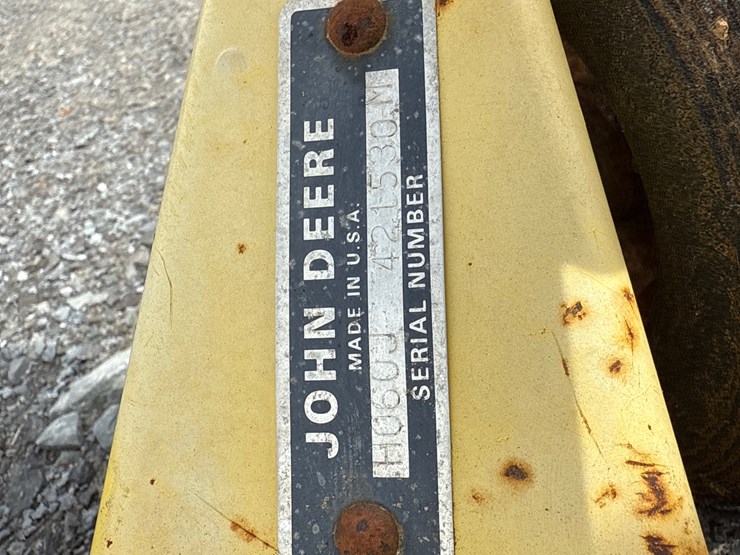 JOHN DEERE
MADE IN U.S.A.
H060J 421530M
SERIAL NUMBER